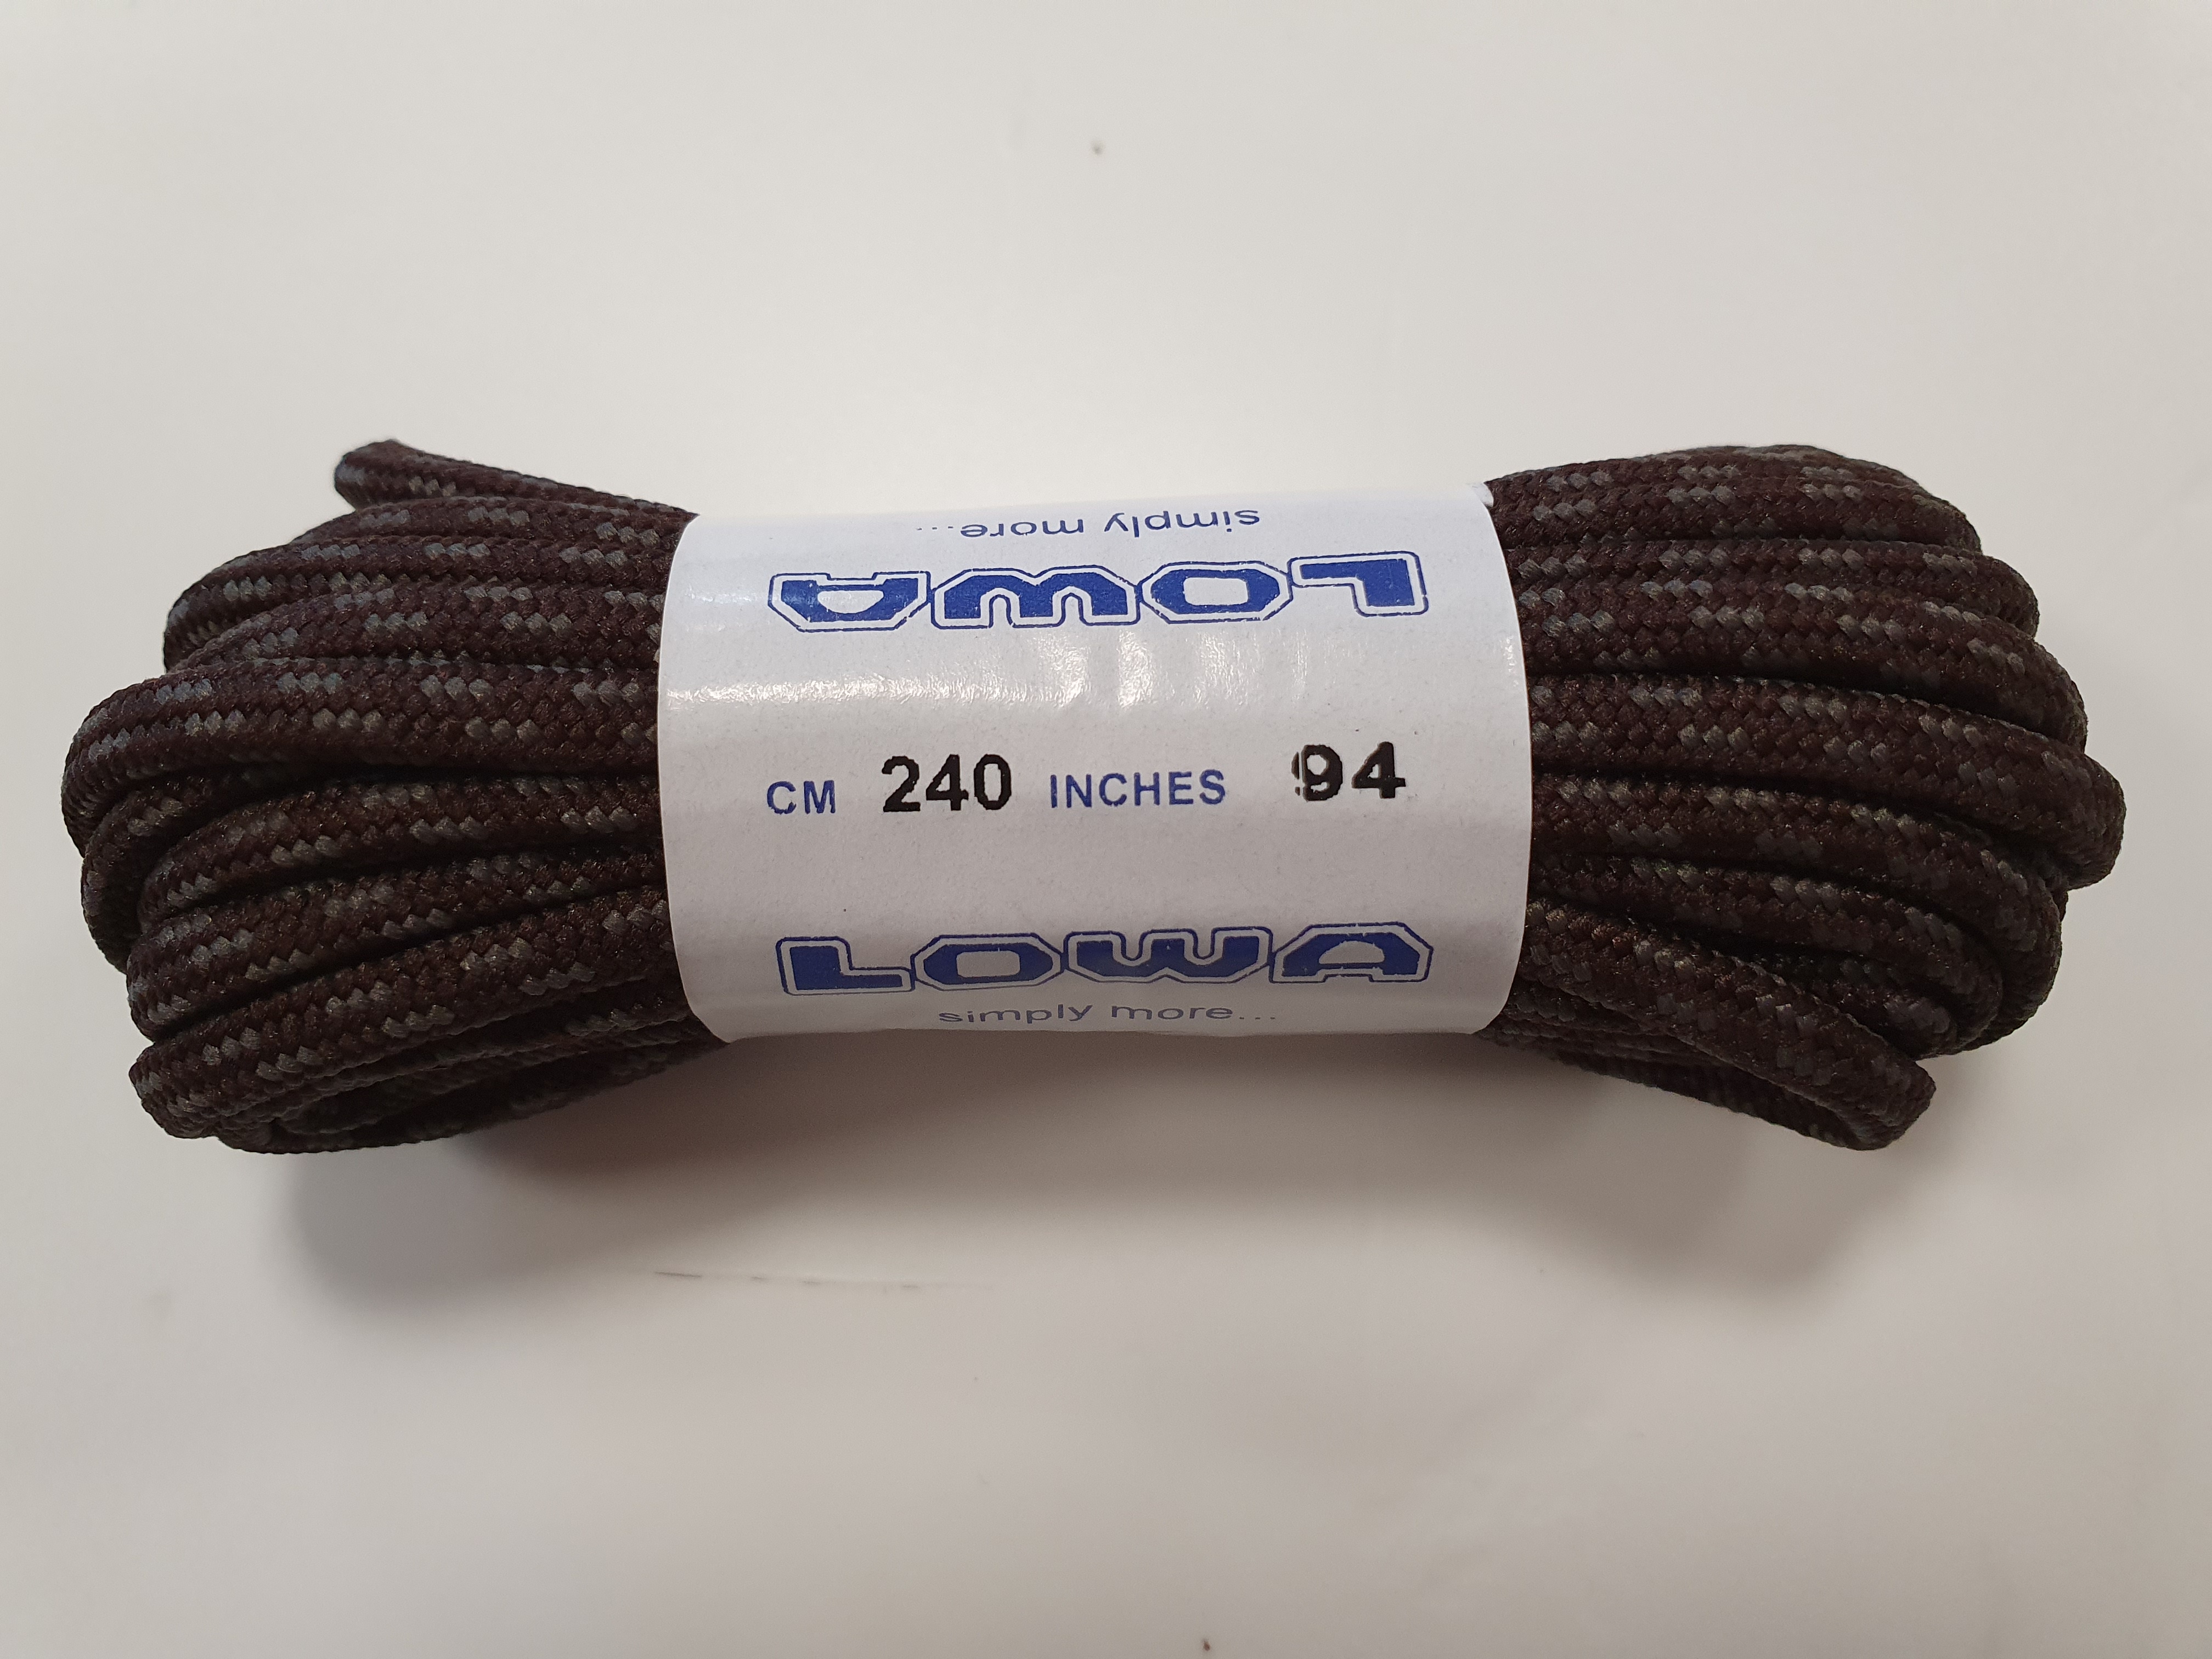 simply more...
LOWA
CM 240 INCHES 94
LOWA
simply more...